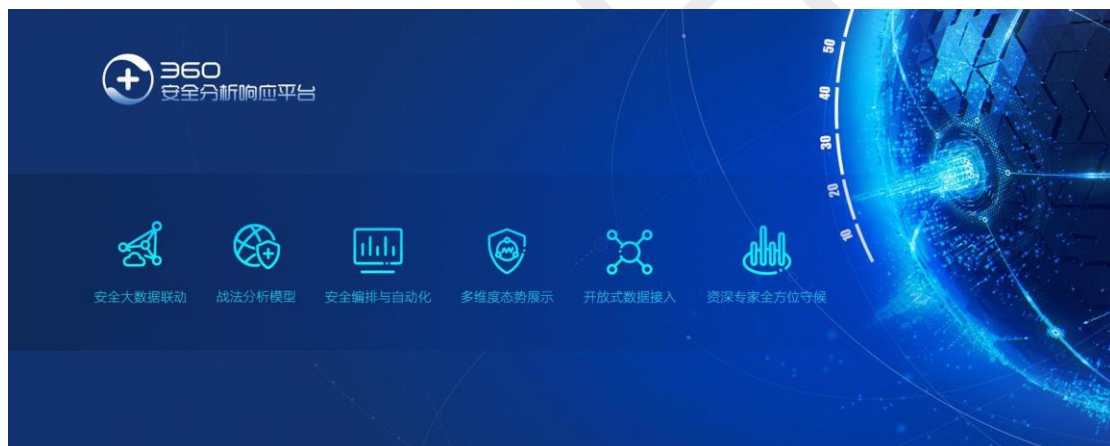 360
安全分析响应平台
50
40
30
20
10
安全大数据联动
战法分析模型
安全编排与自动化
多维度态势展示
开放式数据接入
资深专家全方位守候